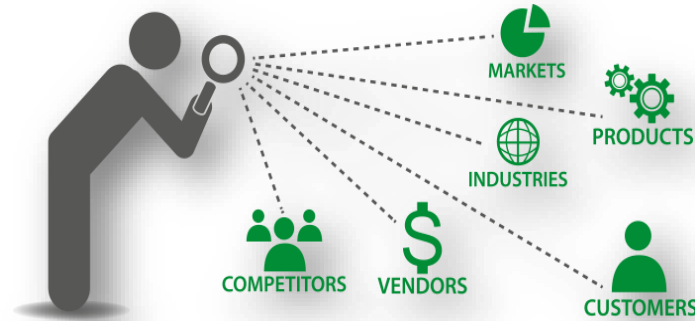 MARKETS
PRODUCTS
INDUSTRIES
COMPETITORS
VENDORS
CUSTOMERS